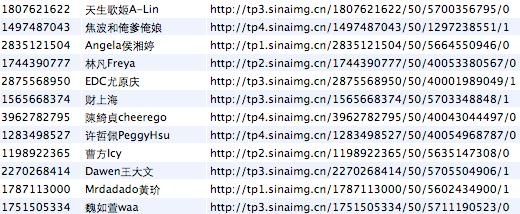 1807621622 天生歌姬A-Lin http://tp3.sinaimg.cn/1807621622/50/5700356795/0
1497487043 焦波和俺爹俺娘 http://tp4.sinaimg.cn/1497487043/50/1297238551/1
2835121504 Angela侯湘婷 http://tp1.sinaimg.cn/2835121504/50/5664550946/0
1744390777 林凡Freya http://tp2.sinaimg.cn/1744390777/50/40053380567/0
2875568950 EDC尤原庆 http://tp3.sinaimg.cn/2875568950/50/40001989049/1
1565668374 财上海 http://tp3.sinaimg.cn/1565668374/50/5703348848/1
3962782795 陳綺貞cheerego http://tp4.sinaimg.cn/3962782795/50/40043044497/0
1283498527 许哲佩PeggyHsu http://tp4.sinaimg.cn/1283498527/50/40054968787/0
1198922365 曹方Icy http://tp2.sinaimg.cn/1198922365/50/5635147308/0
2270268414 Dawen王大文 http://tp3.sinaimg.cn/2270268414/50/5705504906/1
1787113000 Mrdadado黄玠 http://tp1.sinaimg.cn/1787113000/50/5602434900/1
1751505334 魏如萱waa http://tp3.sinaimg.cn/1751505334/50/5711190523/0